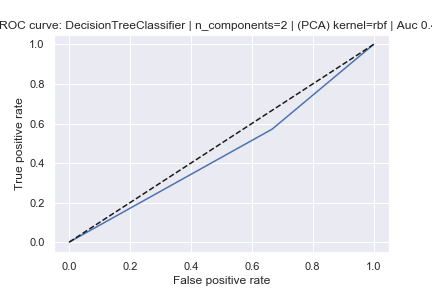 ROC curve: DecisionTreeClassifier | n_components=2 | (PCA) kernel=rbf | Auc 0.
1.0
0.8
0.6
0.4
0.2
0.0
True positive rate
0.0 0.2 0.4 0.6 0.8 1.0
False positive rate